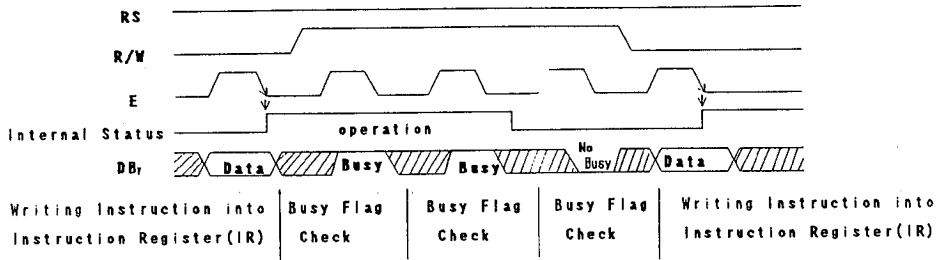 RS
R/W
E
Internal Status
operation
DB₇
Data
Busy
Busy
No
Busy
Data
Writing Instruction into
Instruction Register(IR)
Busy Flag
Check
Busy Flag
Check
Busy Flag
Check
Writing Instruction into
Instruction Register(IR)